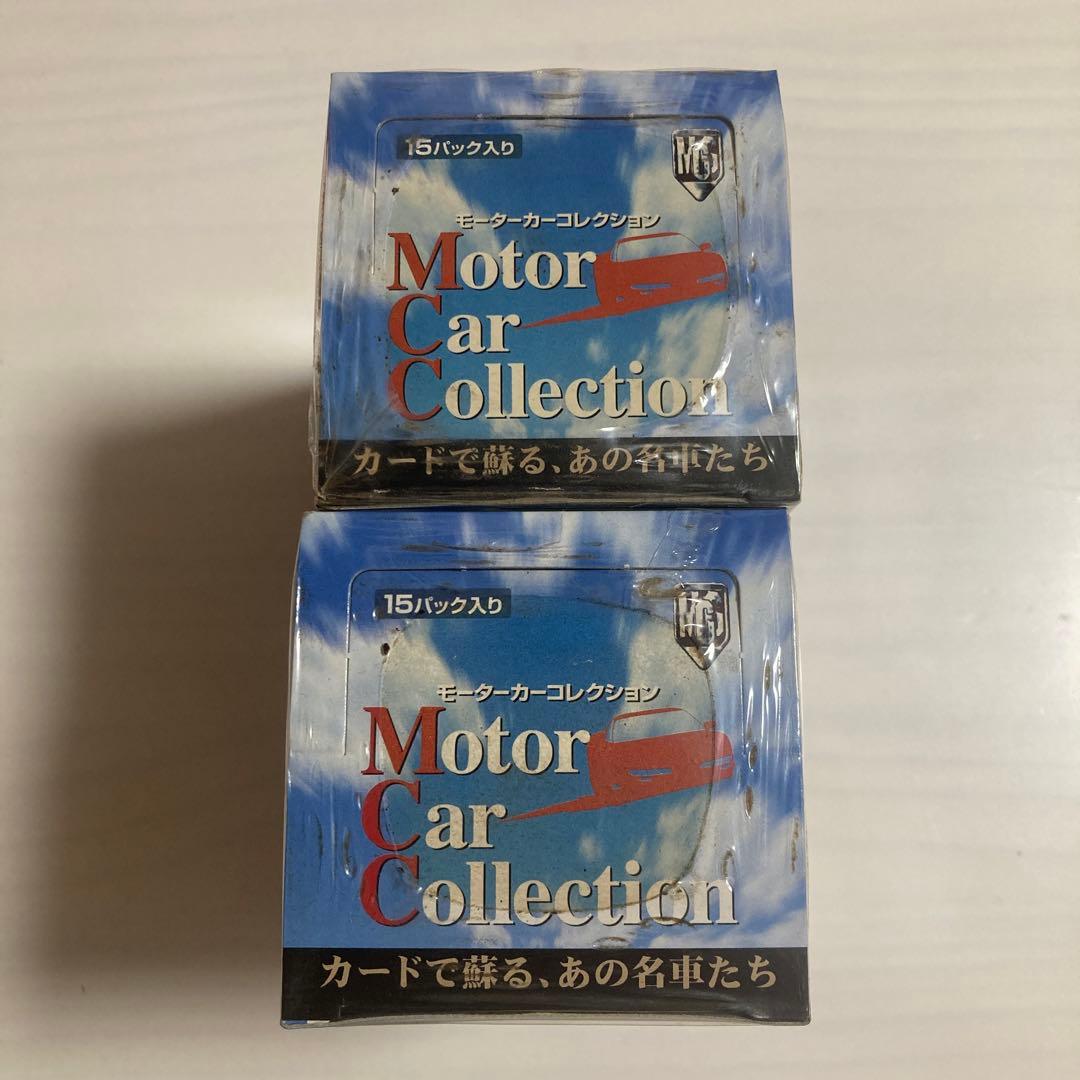 15パック入り
モーターカーコレクション
Motor
Car
Collection
カードで蘇る、あの名車たち
15パック入り
モーターカーコレクション
Motor
Car
Collection
カードで蘇る、あの名車たち